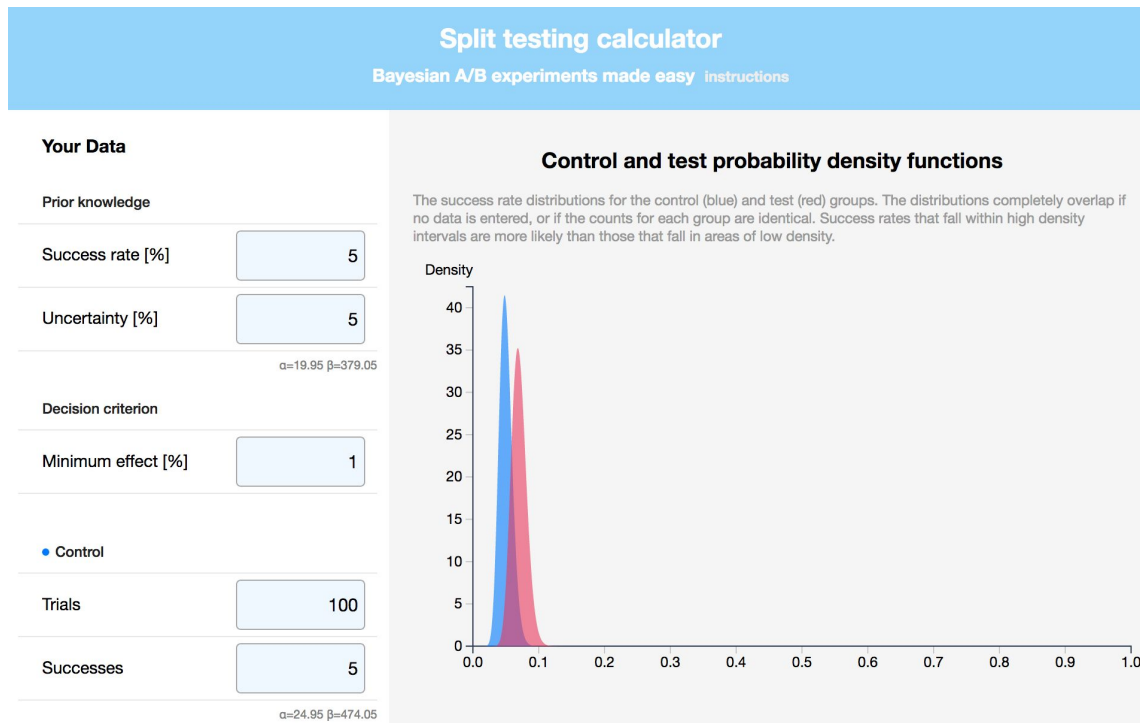 Split testing calculator
Bayesian A/B experiments made easy instructions
Your Data
Prior knowledge
Success rate [%] 5
Uncertainty [%] 5
α=19.95 β=379.05
Decision criterion
Minimum effect [%] 1
Control
Trials 100
Successes 5
α=24.95 β=474.05
Control and test probability density functions
The success rate distributions for the control (blue) and test (red) groups. The distributions completely overlap if
no data is entered, or if the counts for each group are identical. Success rates that fall within high density
intervals are more likely than those that fall in areas of low density.
Density
40
35
30
25
20
15
10
5
0
0.0 0.1 0.2 0.3 0.4 0.5 0.6 0.7 0.8 0.9 1.0